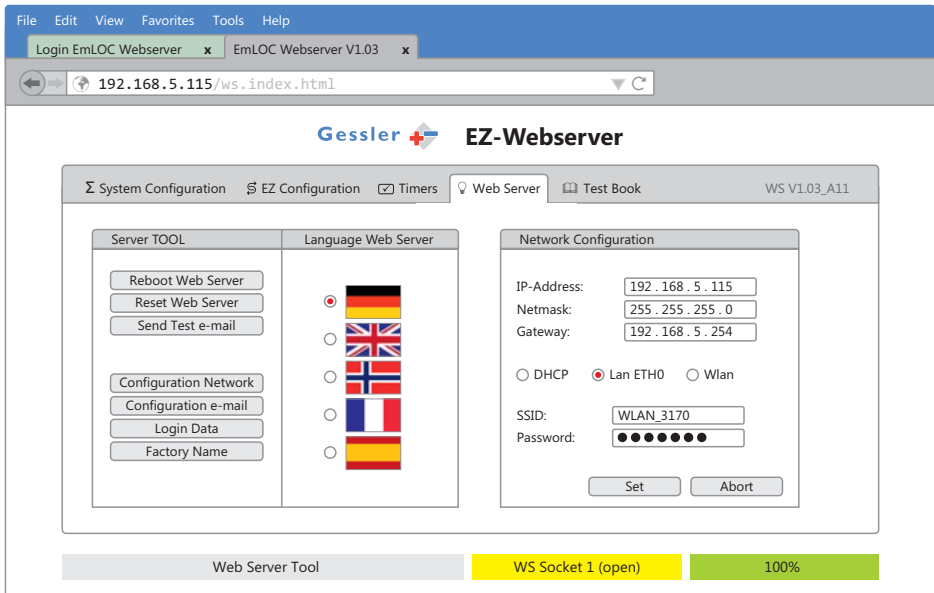 File Edit View Favorites Tools Help
Login EmLOC Webserver x EmLOC Webserver V1.03 x
192.168.5.115/ws.index.html
Gessler EZ-Webserver
Σ System Configuration EZ Configuration Timers Web Server Test Book WS V1.03_A11
Server TOOL Language Web Server
Reboot Web Server
Reset Web Server
Send Test e-mail
Configuration Network
Configuration e-mail
Login Data
Factory Name
Network Configuration
IP-Address: 192 . 168 . 5 . 115
Netmask: 255 . 255 . 255 . 0
Gateway: 192 . 168 . 5 . 254
DHCP Lan ETH0 Wlan
SSID: WLAN_3170
Password: ●●●●●●●
Set Abort
Web Server Tool WS Socket 1 (open) 100%